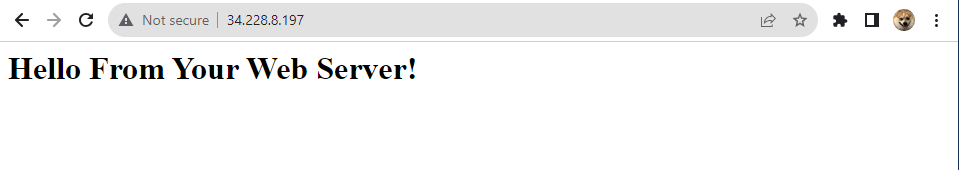 Not secure 34.228.8.197
Hello From Your Web Server!